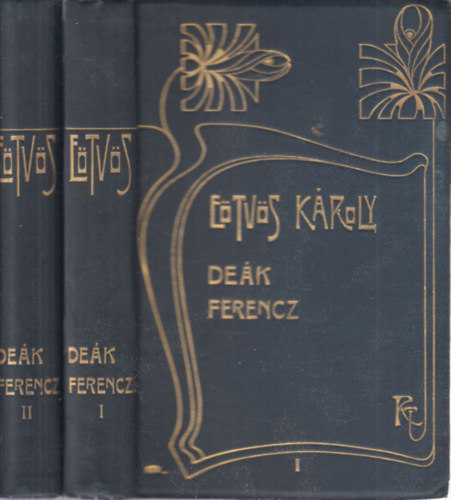 EÖTVÖS
DEÁK
FERENCZ
II
EÖTVÖS
DEÁK
FERENCZ
I
EÖTVÖS KÁROLY
DEÁK
FERENCZ
I